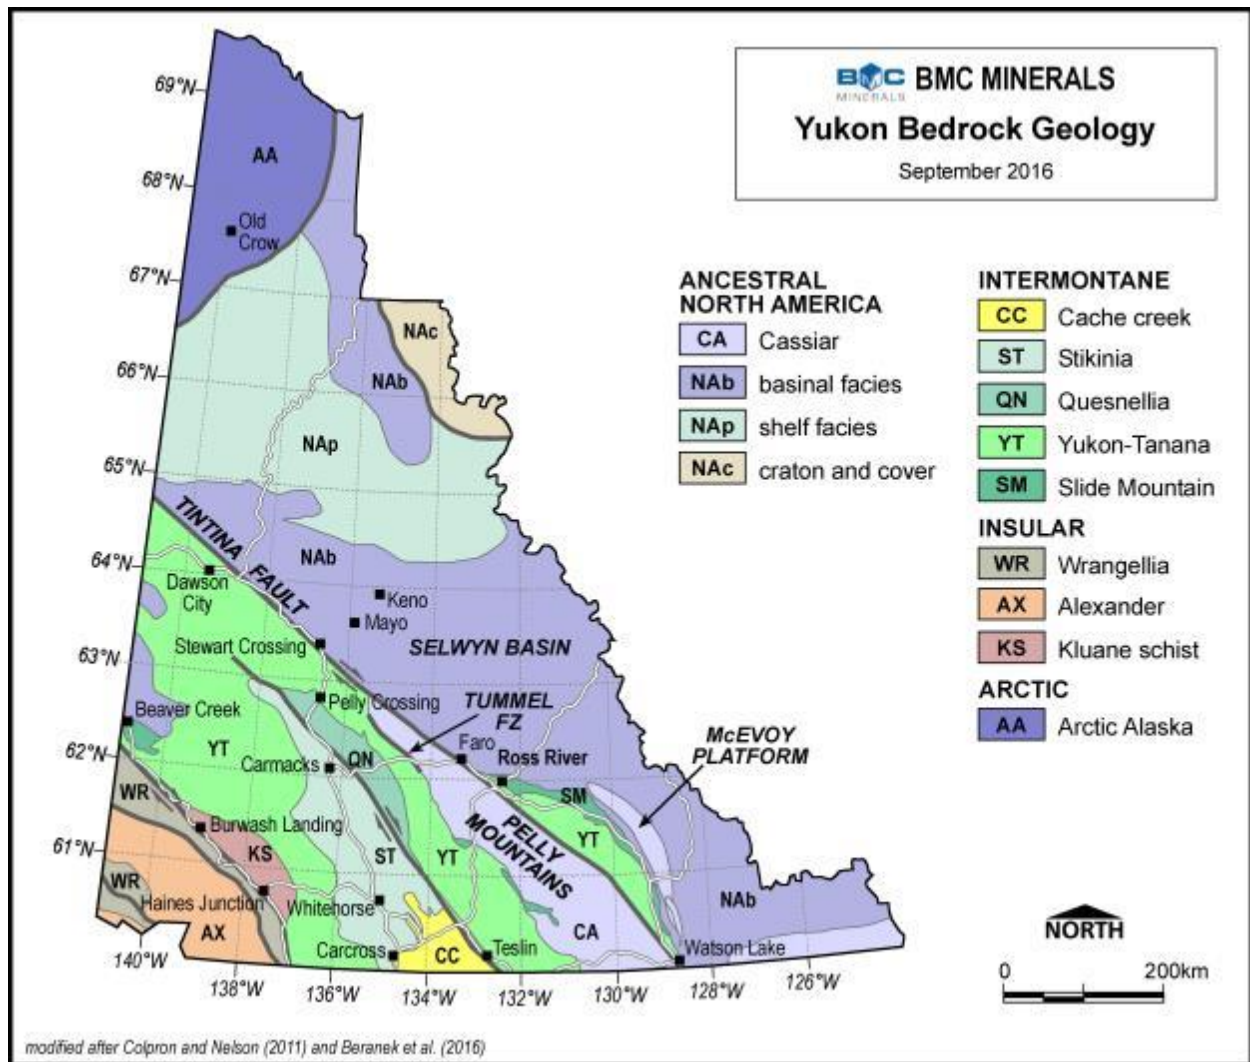 BMC MINERALS
BMC MINERALS
Yukon Bedrock Geology
September 2016
69°N
68°N
67°N
66°N
65°N
64°N
63°N
62°N
61°N
140°W
138°W
136°W
134°W
132°W
130°W
128°W
126°W
AA
Old
Crow
NAc
NAb
NAp
TINTINA FAULT
NAb
Dawson
City
Keno
Mayo
Stewart Crossing
SELWYN BASIN
Pelly Crossing
TUMMEL
FZ
Beaver Creek
YT
Faro
Ross River
McEVOY
PLATFORM
Carmacks
QN
WR
SM
Burwash Landing
PELLY
MOUNTAINS
YT
KS
ST
YT
WR
Haines Junction
Whitehorse
NAb
AX
Carcross
CC
Teslin
CA
Watson Lake
ANCESTRAL
NORTH AMERICA
CA Cassiar
NAb basinal facies
NAp shelf facies
NAc craton and cover
INTERMONTANE
CC Cache creek
ST Stikinia
QN Quesnellia
YT Yukon-Tanana
SM Slide Mountain
INSULAR
WR Wrangellia
AX Alexander
KS Kluane schist
ARCTIC
AA Arctic Alaska
NORTH
0 200km
modified after Colpron and Nelson (2011) and Beranek et al. (2016)